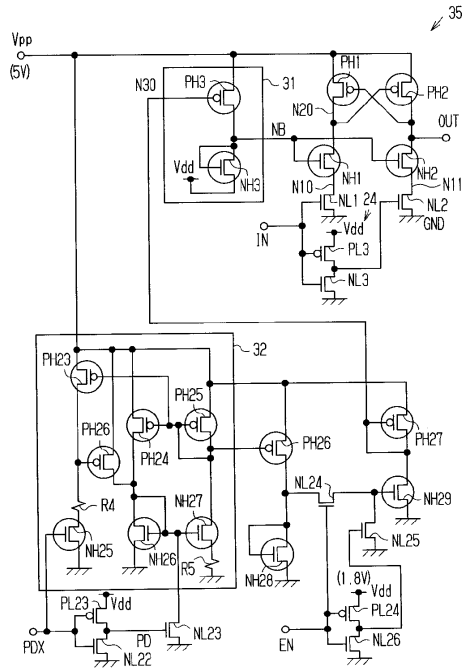 35
Vpp
(5V)
N30
PH3
31
PH1
PH2
N20
OUT
NB
Vdd
NH3
NH1
NH2
N10
N11
NL1
24
NL2
Vdd
GND
IN
PL3
NL3
32
PH23
PH25
PH26
PH24
PH26
PH27
R4
NL24
NH27
NH29
NH25
NH26
NL25
R5
NH28
(1.8V)
PL23
Vdd
Vdd
PL24
PD
NL23
EN
PDX
NL22
NL26